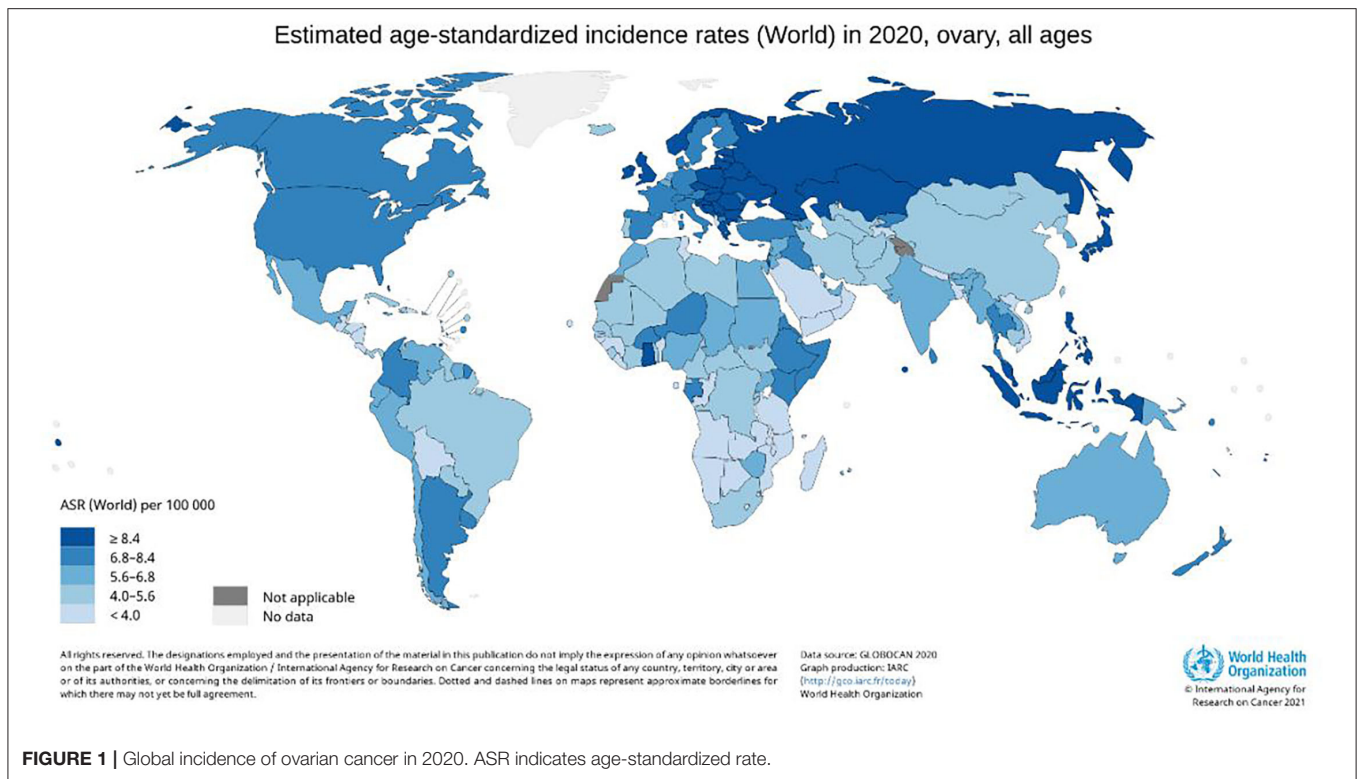 Estimated age-standardized incidence rates (World) in 2020, ovary, all ages
ASR (World) per 100 000
≥ 8.4
6.8–8.4
5.6–6.8
4.0–5.6
< 4.0
Not applicable
No data
All rights reserved. The designations employed and the presentation of the material in this publication do not imply the expression of any opinion whatsoever
on the part of the World Health Organization / International Agency for Research on Cancer concerning the legal status of any country, territory, city or area
or of its authorities, or concerning the delimitation of its frontiers or boundaries. Dotted and dashed lines on maps represent approximate borderlines for
which there may not yet be full agreement.
Data source: GLOBOCAN 2020
Graph production: IARC
(http://gco.iarc.fr/today)
World Health Organization
World Health
Organization
© International Agency for
Research on Cancer 2021
FIGURE 1 | Global incidence of ovarian cancer in 2020. ASR indicates age-standardized rate.